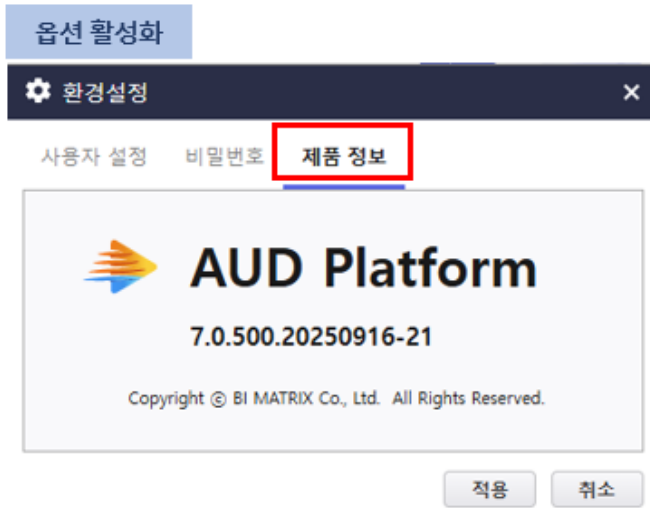 옵션 활성화
환경설정
사용자 설정 비밀번호 제품 정보
AUD Platform
7.0.500.20250916-21
Copyright ⓒ BI MATRIX Co., Ltd. All Rights Reserved.
적용 취소